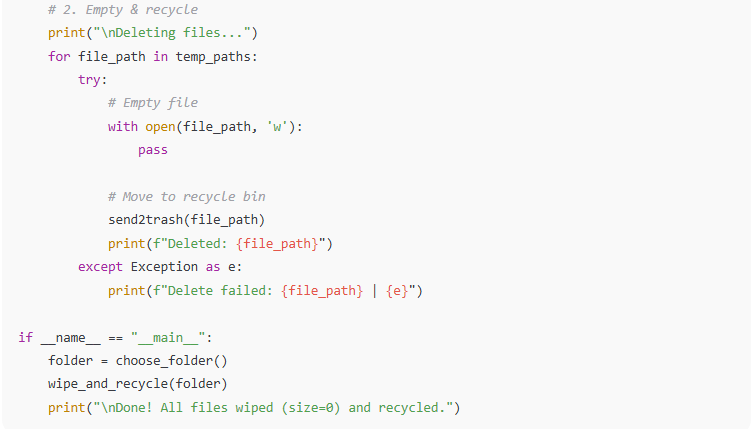 # 2. Empty & recycle
print("\nDeleting files...")
for file_path in temp_paths:
try:
# Empty file
with open(file_path, 'w'):
pass
# Move to recycle bin
send2trash(file_path)
print(f"Deleted: {file_path}")
except Exception as e:
print(f"Delete failed: {file_path} | {e}")
if __name__ == "__main__":
folder = choose_folder()
wipe_and_recycle(folder)
print("\nDone! All files wiped (size=0) and recycled.")